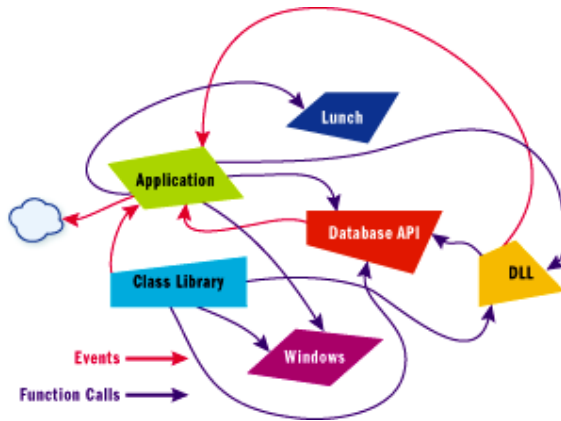 Lunch
Application
Database API
DLL
Class Library
Windows
Events
Function Calls